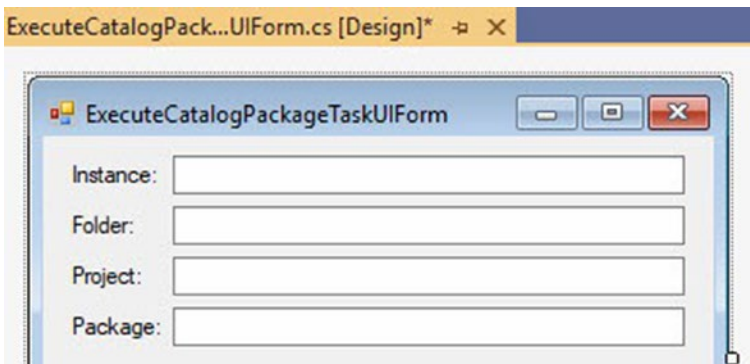 ExecuteCatalogPack...UIForm.cs [Design]*
ExecuteCatalogPackageTaskUIForm
Instance:
Folder:
Project:
Package: